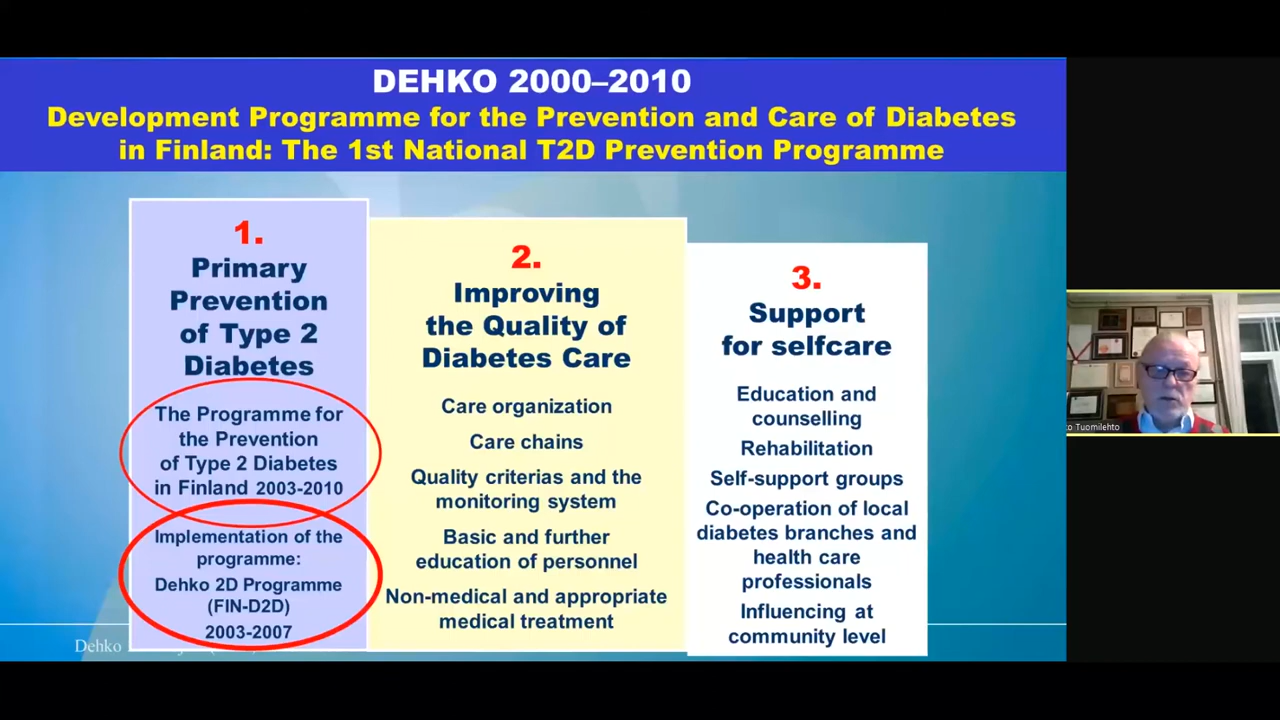 DEHKO 2000–2010
Development Programme for the Prevention and Care of Diabetes
in Finland: The 1st National T2D Prevention Programme
1.
Primary
Prevention
of Type 2
Diabetes
The Programme for
the Prevention
of Type 2 Diabetes
in Finland 2003-2010
Implementation of the
programme:
Dehko 2D Programme
(FIN-D2D)
2003-2007
2.
Improving
the Quality of
Diabetes Care
Care organization
Care chains
Quality criterias and the
monitoring system
Basic and further
education of personnel
Non-medical and appropriate
medical treatment
3.
Support
for selfcare
Education and
counselling
Rehabilitation
Self-support groups
Co-operation of local
diabetes branches and
health care
professionals
Influencing at
community level
Dehko
Tuomilehto